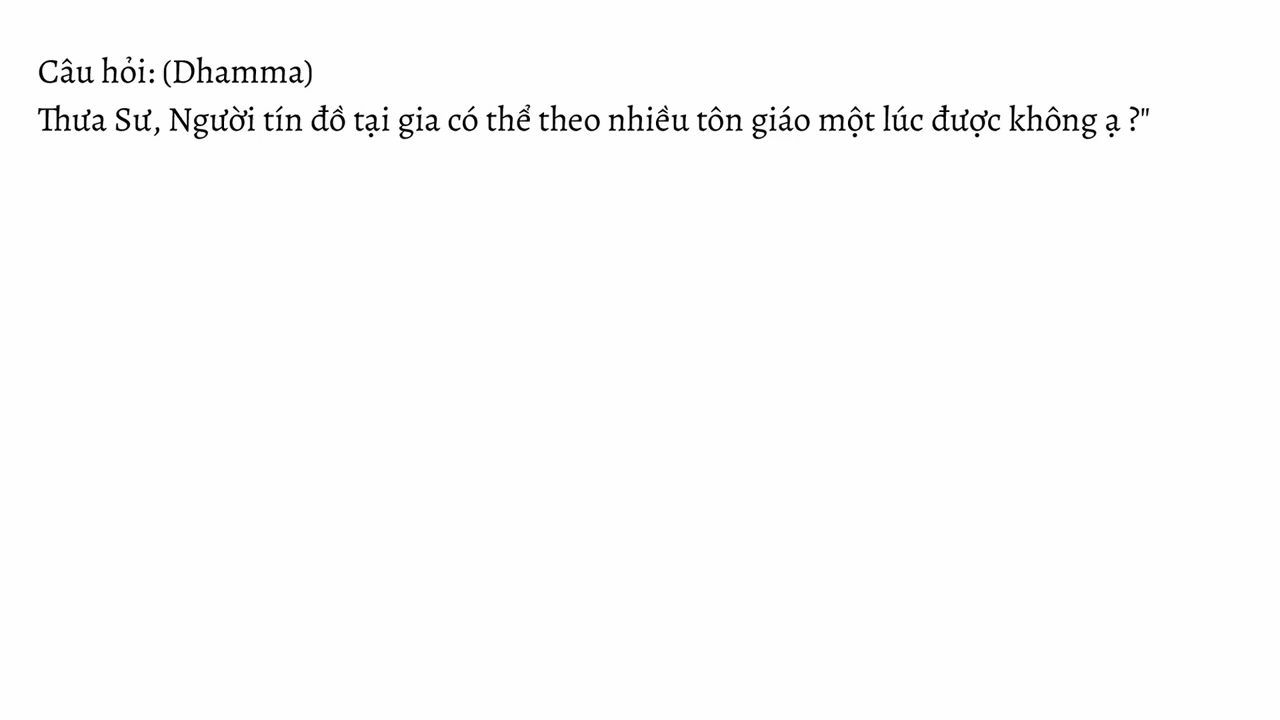 Câu hỏi: (Dhamma)
Thưa Sư, Người tín đồ tại gia có thể theo nhiều tôn giáo một lúc được không ạ ?"